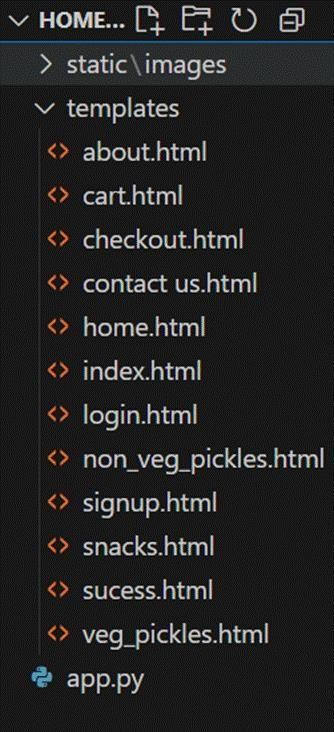 HOME...
static\images
templates
about.html
cart.html
checkout.html
contact us.html
home.html
index.html
login.html
non_veg_pickles.html
signup.html
snacks.html
sucess.html
veg_pickles.html
app.py